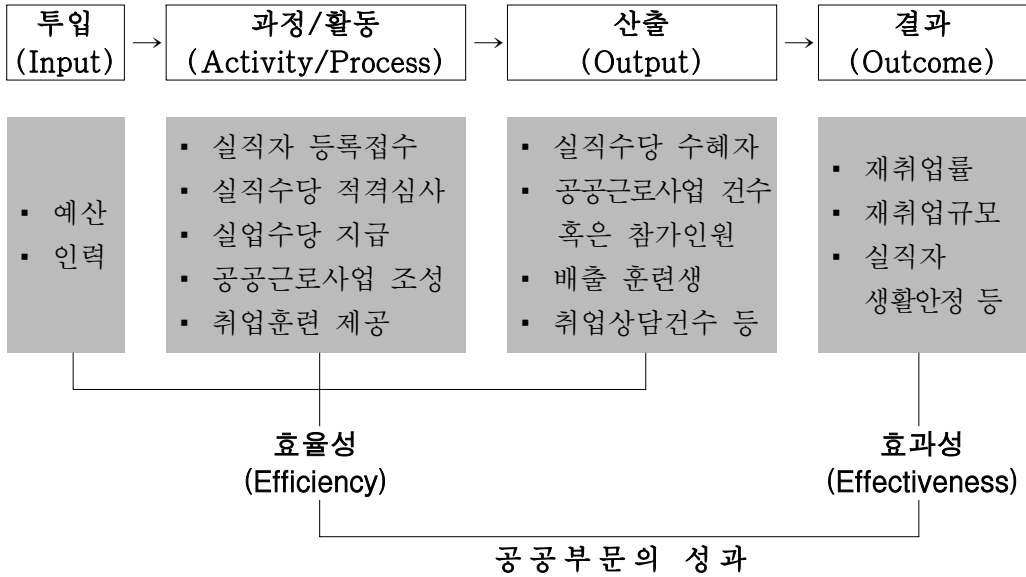 투입
(Input)
→
과정/활동
(Activity/Process)
→
산출
(Output)
→
결과
(Outcome)
▪ 예산
▪ 인력
▪ 실직자 등록접수
▪ 실직수당 적격심사
▪ 실업수당 지급
▪ 공공근로사업 조성
▪ 취업훈련 제공
▪ 실직수당 수혜자
▪ 공공근로사업 건수
혹은 참가인원
▪ 배출 훈련생
▪ 취업상담건수 등
▪ 재취업률
▪ 재취업규모
▪ 실직자
생활안정 등
효율성
(Efficiency)
효과성
(Effectiveness)
공공부문의 성과